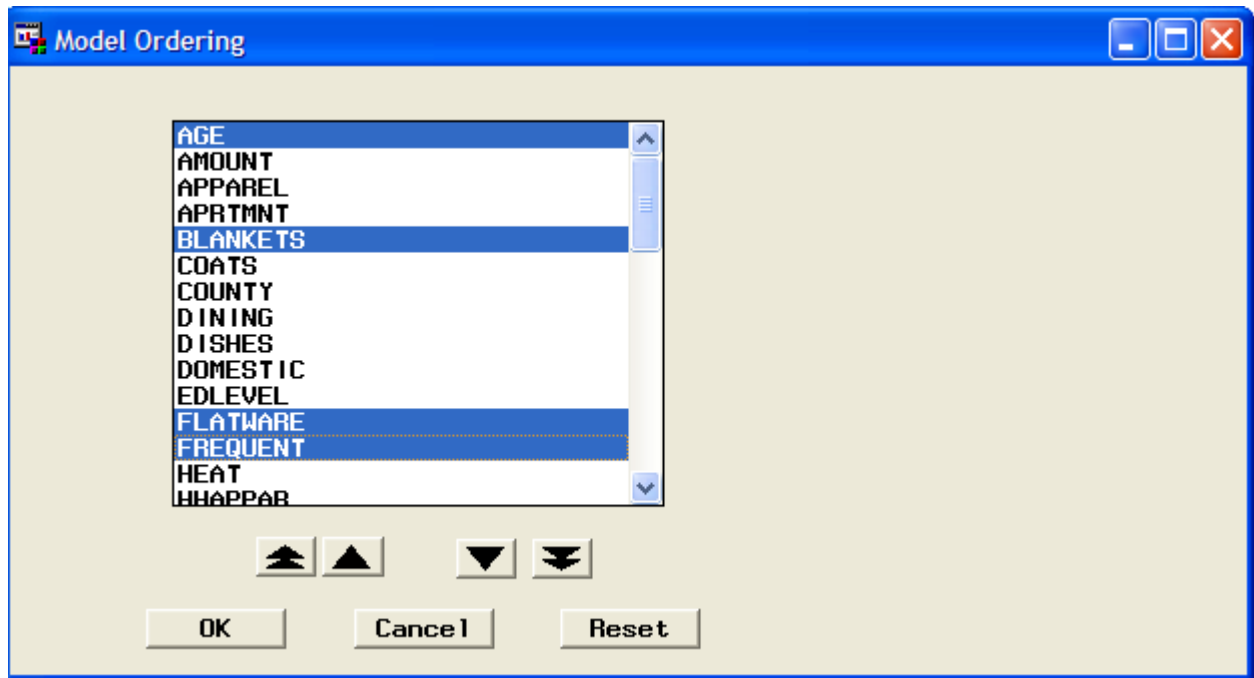 Model Ordering
AGE
AMOUNT
APPAREL
APRTMNT
BLANKETS
COATS
COUNTY
DINING
DISHES
DOMESTIC
EDLEVEL
FLATWARE
FREQUENT
HEAT
HHAPPAR
OK Cancel Reset